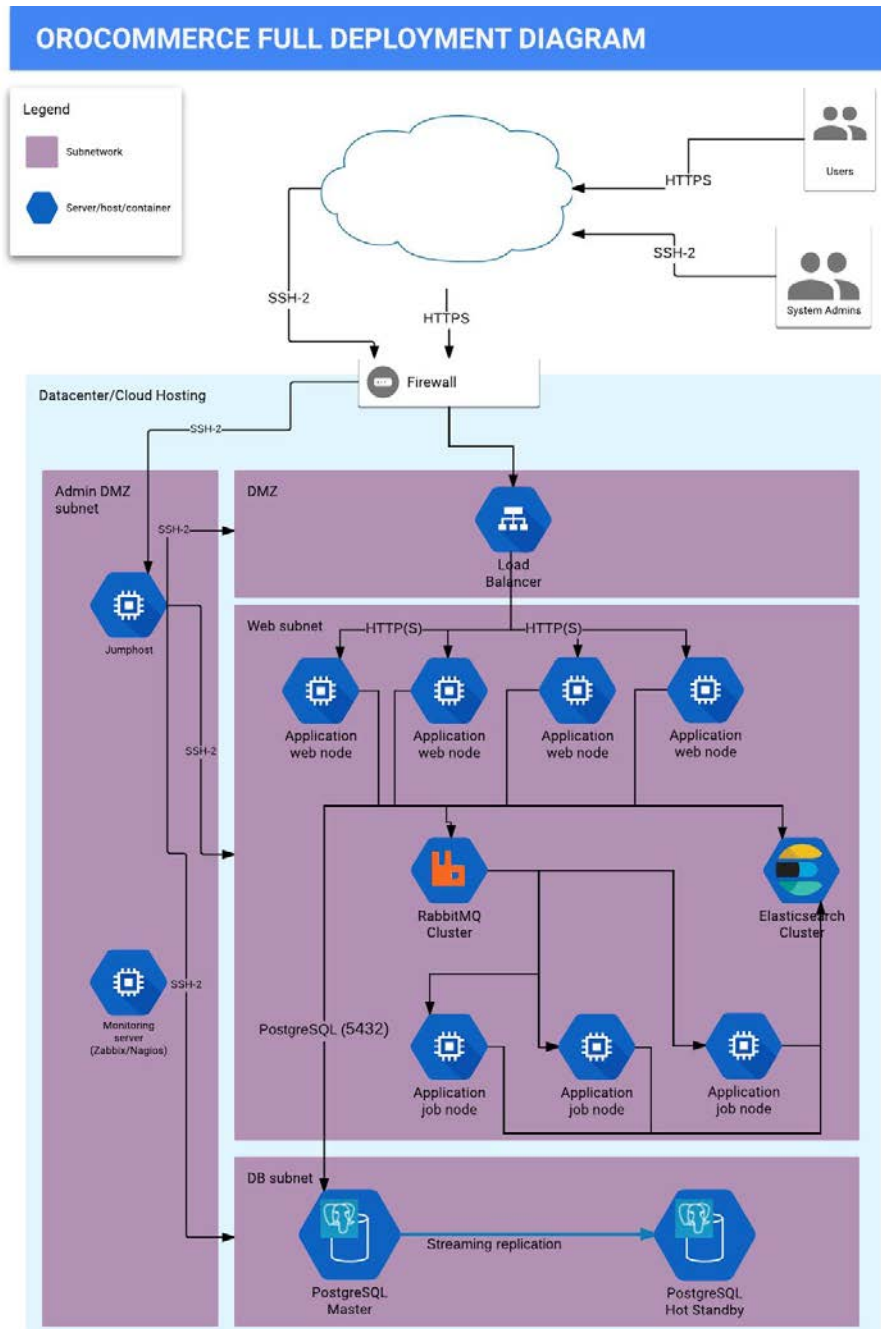 OROCOMMERCE FULL DEPLOYMENT DIAGRAM
Legend
Subnetwork
Server/host/container
Users
HTTPS
SSH-2
System Admins
SSH-2
HTTPS
Firewall
Datacenter/Cloud Hosting
SSH-2
Admin DMZ
subnet
DMZ
SSH-2
Load
Balancer
Jumphost
Web subnet
HTTP(S)
HTTP(S)
Application
web node
Application
web node
Application
web node
Application
web node
SSH-2
RabbitMQ
Cluster
Elasticsearch
Cluster
SSH-2
Monitoring
server
(Zabbix/Nagios)
PostgreSQL (5432)
Application
job node
Application
job node
Application
job node
DB subnet
Streaming replication
PostgreSQL
Master
PostgreSQL
Hot Standby